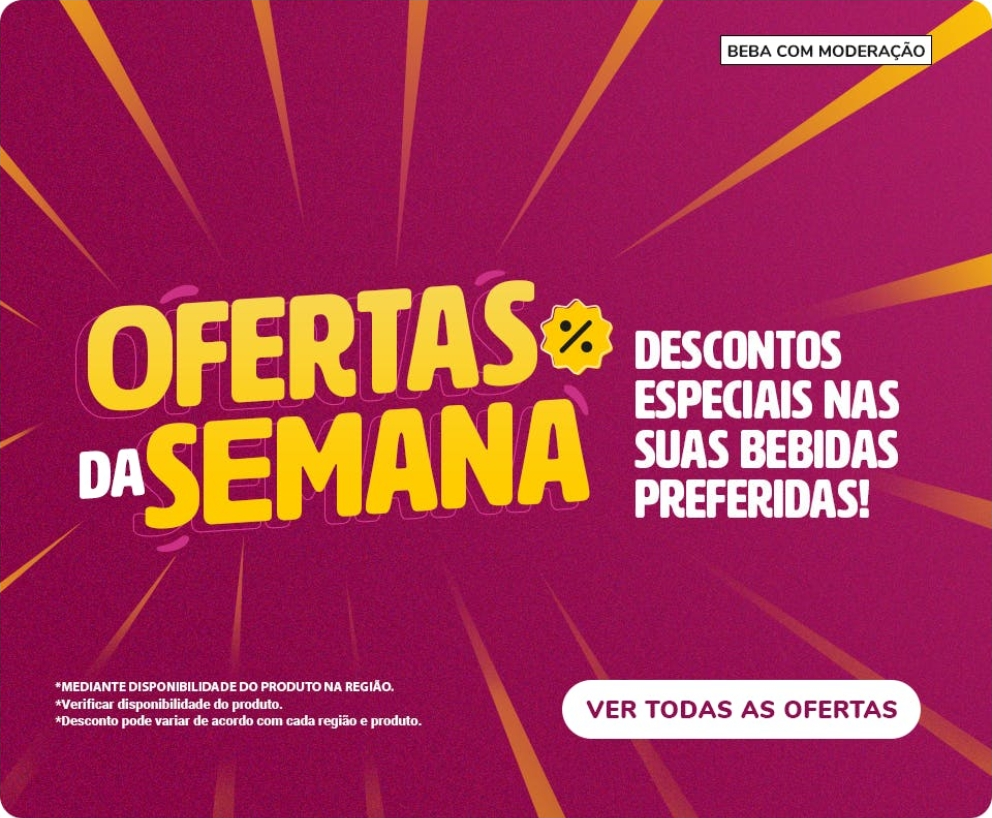 BEBA COM MODERAÇÃO
OFERTAS %
DA SEMANA
DESCONTOS
ESPECIAIS NAS
SUAS BEBIDAS
PREFERIDAS!
*MEDIANTE DISPONIBILIDADE DO PRODUTO NA REGIÃO.
*Verificar disponibilidade do produto.
*Desconto pode variar de acordo com cada região e produto.
VER TODAS AS OFERTAS